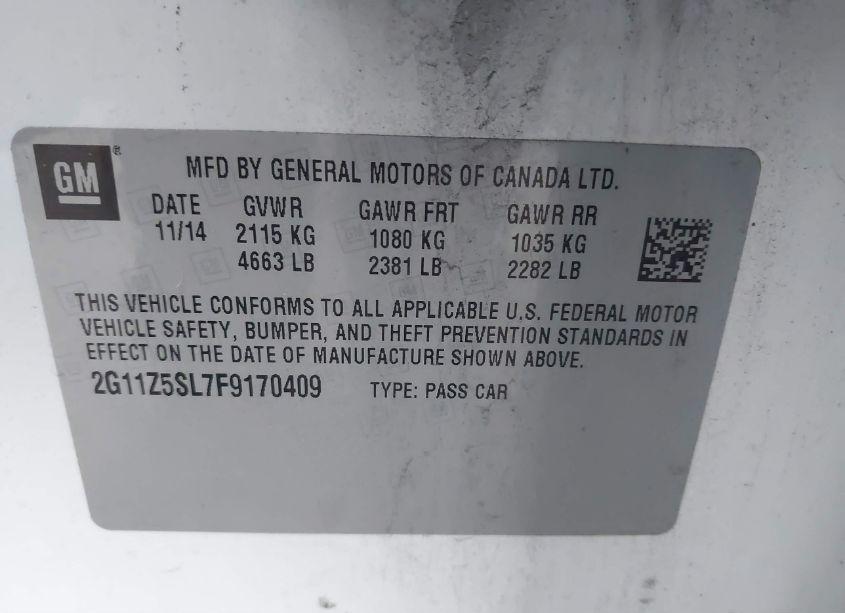 GM®
MFD BY GENERAL MOTORS OF CANADA LTD.
DATE GVWR GAWR FRT GAWR RR
11/14 2115 KG 1080 KG 1035 KG
4663 LB 2381 LB 2282 LB
THIS VEHICLE CONFORMS TO ALL APPLICABLE U.S. FEDERAL MOTOR
VEHICLE SAFETY, BUMPER, AND THEFT PREVENTION STANDARDS IN
EFFECT ON THE DATE OF MANUFACTURE SHOWN ABOVE.
2G11Z5SL7F9170409 TYPE: PASS CAR